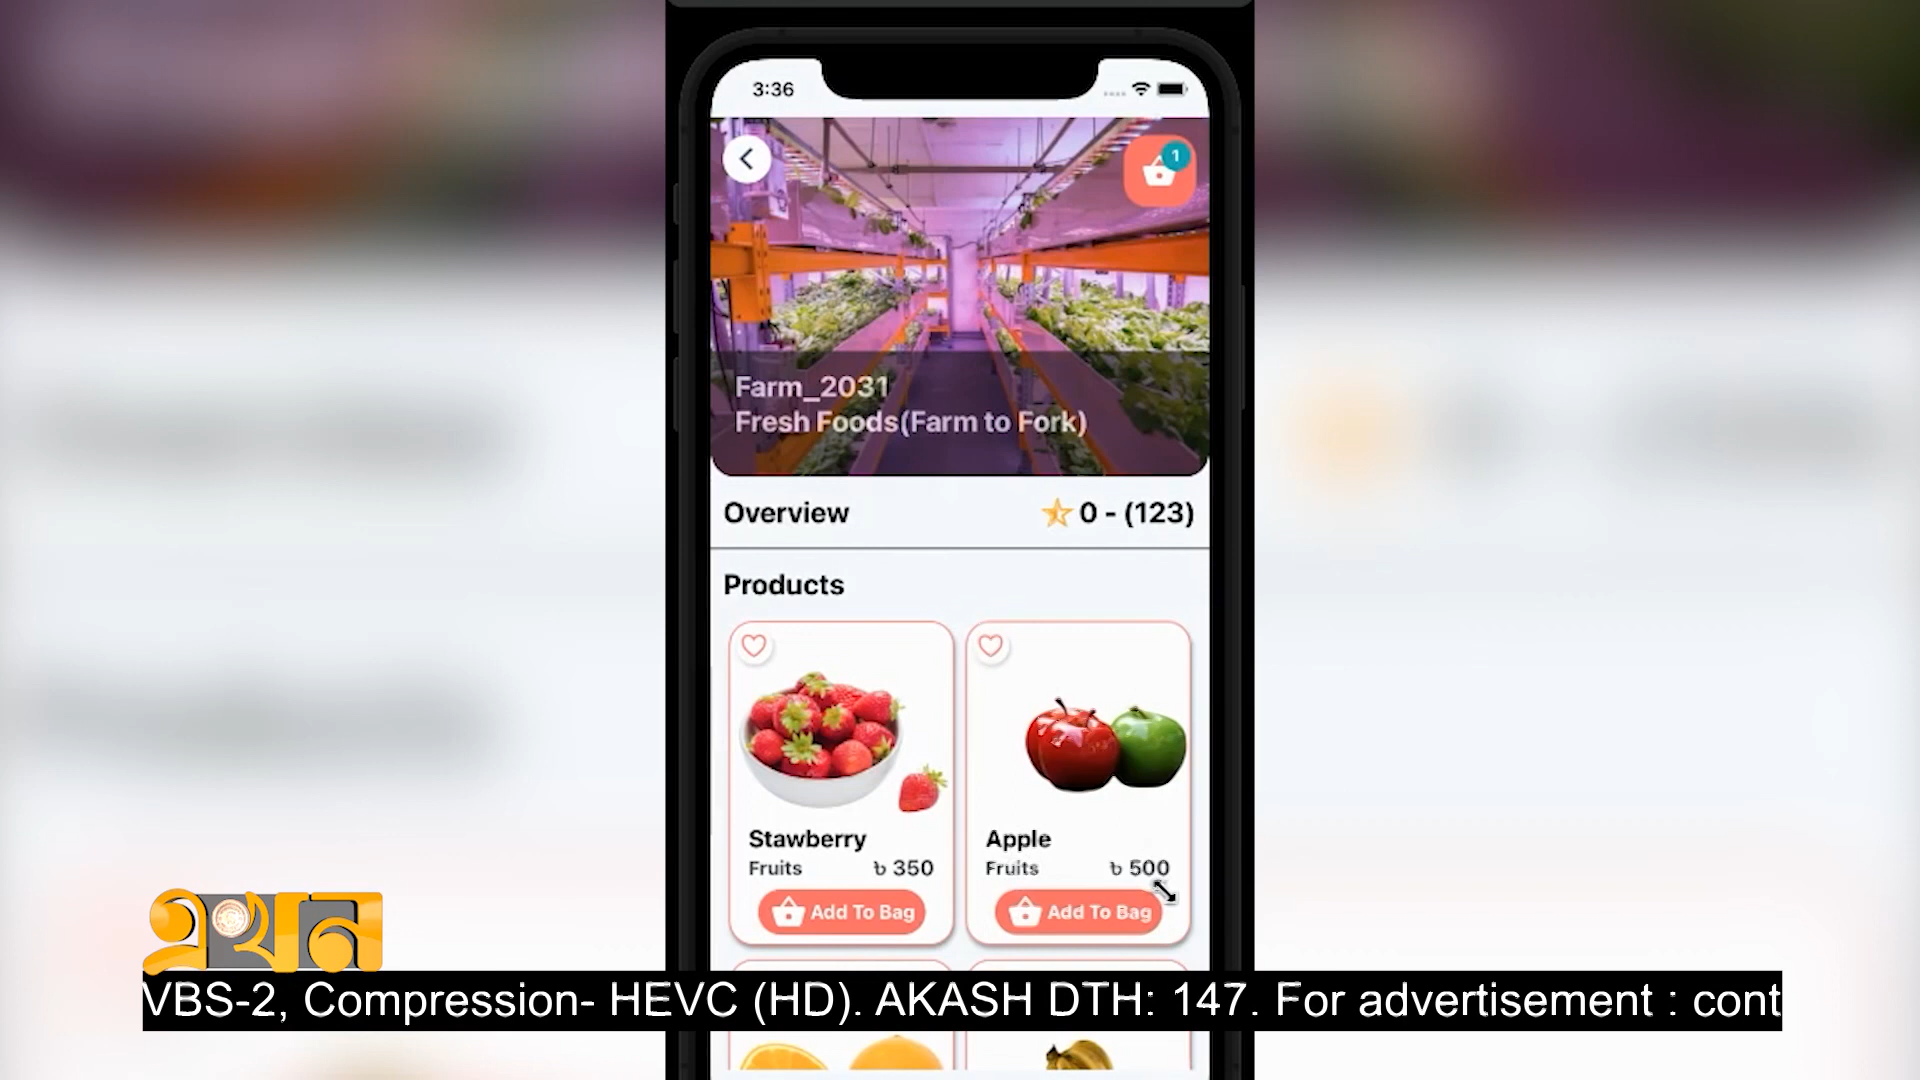 3:36
1
Farm_2031
Fresh Foods(Farm to Fork)
Overview
0 - (123)
Products
Stawberry
Fruits
৳ 350
Add To Bag
Apple
Fruits
৳ 500
Add To Bag
এখন
VBS-2, Compression- HEVC (HD). AKASH DTH: 147. For advertisement : cont